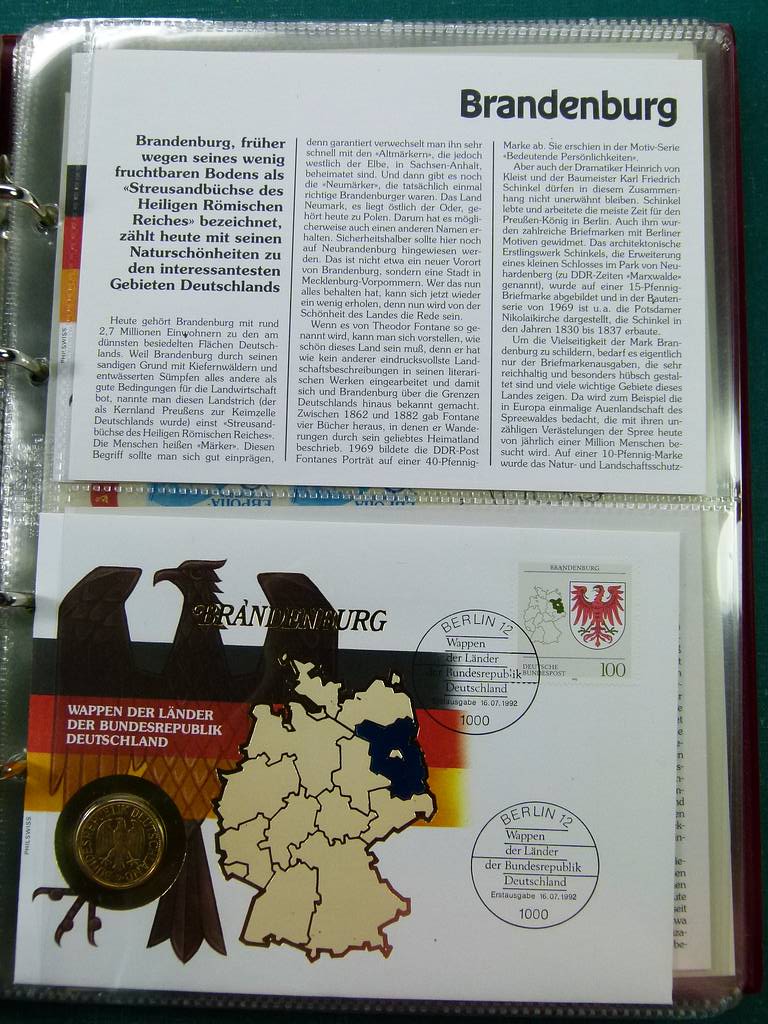 Brandenburg
Brandenburg, früher
wegen seines wenig
fruchtbaren Bodens als
«Streusandbüchse des
Heiligen Römischen
Reiches» bezeichnet,
zählt heute mit seinen
Naturschönheiten zu
den interessantesten
Gebieten Deutschlands
Heute gehört Brandenburg mit rund
2,7 Millionen Einwohnern zu den am
dünnsten besiedelten Flächen Deutsch-
lands. Weil Brandenburg durch seinen
sandigen Grund mit Kiefernwäldern und
entwässerten Sümpfen alles andere als
gute Bedingungen für die Landwirtschaft
bot, nannte man diesen Landstrich (der
als Kernland Preußens zur Keimzelle
Deutschlands wurde) einst «Streusand-
büchse des Heiligen Römischen Reiches».
Die Menschen heißen «Märker». Diesen
Begriff sollte man sich gut einprägen,
denn garantiert verwechselt man ihn sehr
schnell mit den «Altmärkern», die jedoch
westlich der Elbe, in Sachsen-Anhalt,
beheimatet sind. Und dann gibt es noch
die «Neumärker», die tatsächlich einmal
richtige Brandenburger waren. Das Land
Neumark, es liegt östlich der Oder, ge-
hört heute zu Polen. Darum hat es mögli-
cherweise auch einen anderen Namen er-
halten. Sicherheitshalber sollte hier noch
auf Neubrandenburg hingewiesen wer-
den. Das ist nicht etwa ein neuer Vorort
von Brandenburg, sondern eine Stadt in
Mecklenburg-Vorpommern. Wer das nun
alles behalten hat, kann sich jetzt wieder
ein wenig erholen, denn nun wird von der
Schönheit des Landes die Rede sein.
Wenn es von Theodor Fontane so ge-
nannt wird, kann man sich vorstellen, wie
schön dieses Land sein muß, denn er hat
wie kein anderer eindrucksvollste Land-
schaftsbeschreibungen in seinen literari-
schen Werken eingearbeitet und damit
sich und Brandenburg über die Grenzen
Deutschlands hinaus bekannt gemacht.
Zwischen 1862 und 1882 gab Fontane
vier Bücher heraus, in denen er Wande-
rungen durch sein geliebtes Heimatland
beschrieb. 1969 bildete die DDR-Post
Fontanes Porträt auf einer 40-Pfennig-
Marke ab. Sie erschien in der Motiv-Serie
«Bedeutende Persönlichkeiten».
Aber auch der Dramatiker Heinrich von
Kleist und der Baumeister Karl Friedrich
Schinkel dürfen in diesem Zusammen-
hang nicht unerwähnt bleiben. Schinkel
lebte und arbeitete die meiste Zeit für den
Preußen-König in Berlin. Auch ihm wur-
den zahlreiche Briefmarken mit Berliner
Motiven gewidmet. Das architektonische
Erstlingswerk Schinkels, die Erweiterung
eines kleinen Schlosses im Park von Neu-
hardenberg (zu DDR-Zeiten «Marxwalde»
genannt), wurde auf einer 15-Pfennig-
Briefmarke abgebildet und in der Bauten-
serie von 1969 ist u.a. die Potsdamer
Nikolaikirche dargestellt, die Schinkel in
den Jahren 1830 bis 1837 erbaute.
Um die Vielseitigkeit der Mark Bran-
denburg zu schildern, bedarf es eigentlich
nur der Briefmarkenausgaben, die sehr
reichhaltig und besonders hübsch gestal-
tet sind und viele wichtige Gebiete dieses
Landes zeigen. Da wird zum Beispiel die
in Europa einmalige Auenlandschaft des
Spreewaldes bedacht, die mit ihren un-
zähligen Verästelungen der Spree heute
von jährlich einer Million Menschen be-
sucht wird. Auf einer 10-Pfennig-Marke
wurde das Natur- und Landschaftsschutz-
PHILSWISS
BRANDENBURG
WAPPEN DER LÄNDER
DER BUNDESREPUBLIK
DEUTSCHLAND
PHILSWISS
BUNDESREPUBLIK DEUTSCHLAND
BRANDENBURG
DEUTSCHE
BUNDESPOST
100
BERLIN 12
Wappen
der Länder
der Bundesrepublik
Deutschland
Erstausgabe 16.07.1992
1000
BERLIN 12
Wappen
der Länder
der Bundesrepublik
Deutschland
Erstausgabe 16.07.1992
1000